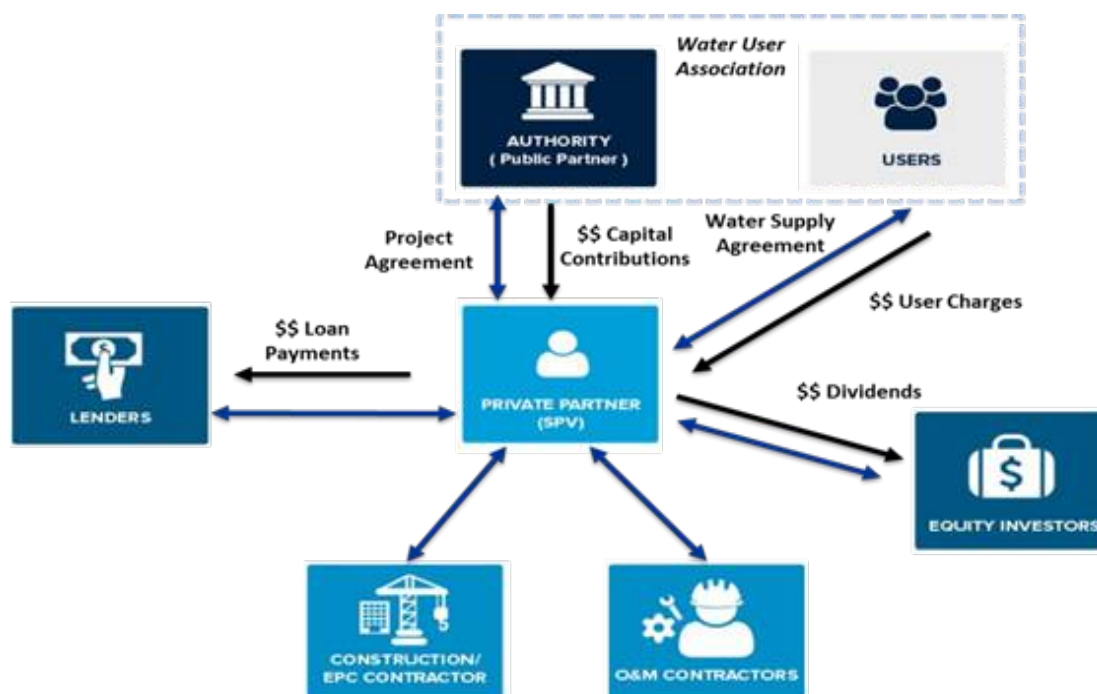 Water User
Association
AUTHORITY
( Public Partner )
USERS
Project
Agreement
$$ Capital
Contributions
Water Supply
Agreement
$$ User Charges
$$ Loan
Payments
LENDERS
PRIVATE PARTNER
(SPV)
$$ Dividends
$
EQUITY INVESTORS
CONSTRUCTION/
EPC CONTRACTOR
O&M CONTRACTORS